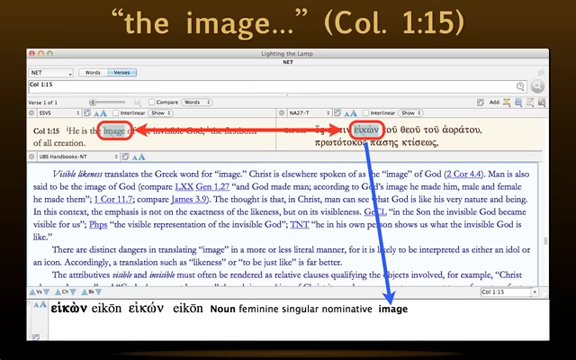 “the image...” (Col. 1:15)
Lighting the Lamp
NET
NET
Words
Verses
Col 1:15
Verse 1 of 1
Compare
Words
Add:
ESVS
Interlinear
Show
NA27-T
Interlinear
Show
Col 1:15 He is the image of invisible God, the firstborn
of all creation.
εἰκὼν τοῦ θεοῦ τοῦ ἀοράτου,
πρωτότοκος πάσης κτίσεως,
UBS Handbooks-NT
Visible likeness translates the Greek word for “image.” Christ is elsewhere spoken of as the “image” of God (2 Cor 4.4). Man is also
said to be the image of God (compare LXX Gen 1.27 “and God made man; according to God’s image he made him, male and female
he made them”; 1 Cor 11.7; compare James 3.9). The thought is that, in Christ, man can see what God is like his very nature and being.
In this context, the emphasis is not on the exactness of the likeness, but on its visibleness. GeCL “in the Son the invisible God became
visible for us”; Phps “the visible representation of the invisible God”; TNT “he in his own person shows us what the invisible God is
like.”
There are distinct dangers in translating “image” in a more or less literal manner, for it is likely to be interpreted as either an idol or
an icon. Accordingly, a translation such as “likeness” or “to be just like” is far better.
The attributes visible and invisible must often be rendered as relative clauses qualifying the objects involved, for example, “Christ
Vs
Ch
Bk
Col 1:15
εἰκὼν eikōn εἰκών eikōn Noun feminine singular nominative image